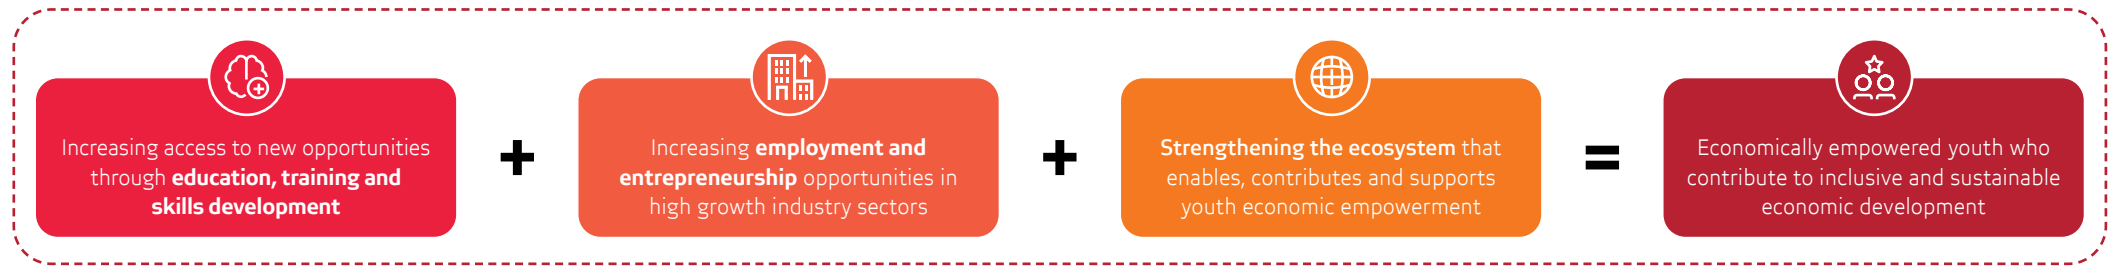 Increasing access to new opportunities
through education, training and
skills development
+
Increasing employment and
entrepreneurship opportunities in
high growth industry sectors
+
Strengthening the ecosystem that
enables, contributes and supports
youth economic empowerment
=
Economically empowered youth who
contribute to inclusive and sustainable
economic development